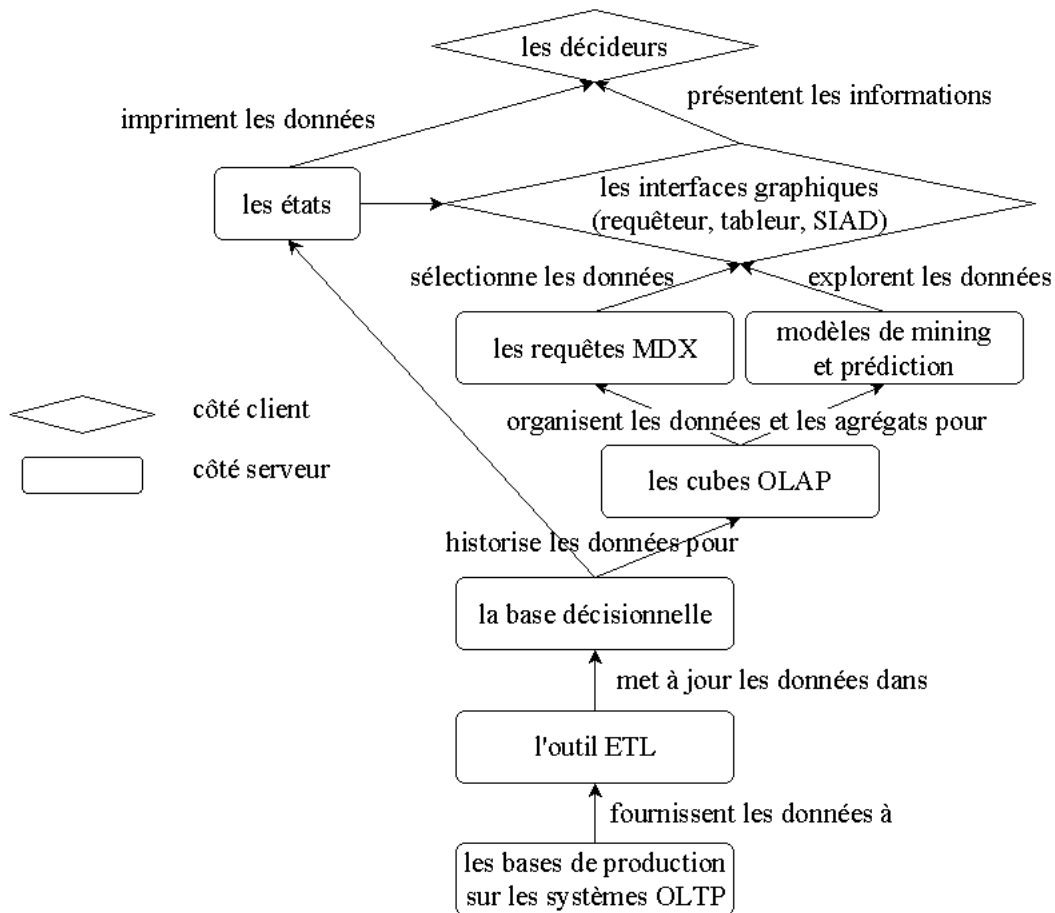 les décideurs
présentent les informations
impriment les données
les états
les interfaces graphiques
(requêteur, tableur, SIAD)
sélectionne les données
explorent les données
les requêtes MDX
modèles de mining
et prédiction
côté client
organisent les données et les agrégats pour
côté serveur
les cubes OLAP
historise les données pour
la base décisionnelle
met à jour les données dans
l'outil ETL
fournissent les données à
les bases de production
sur les systèmes OLTP